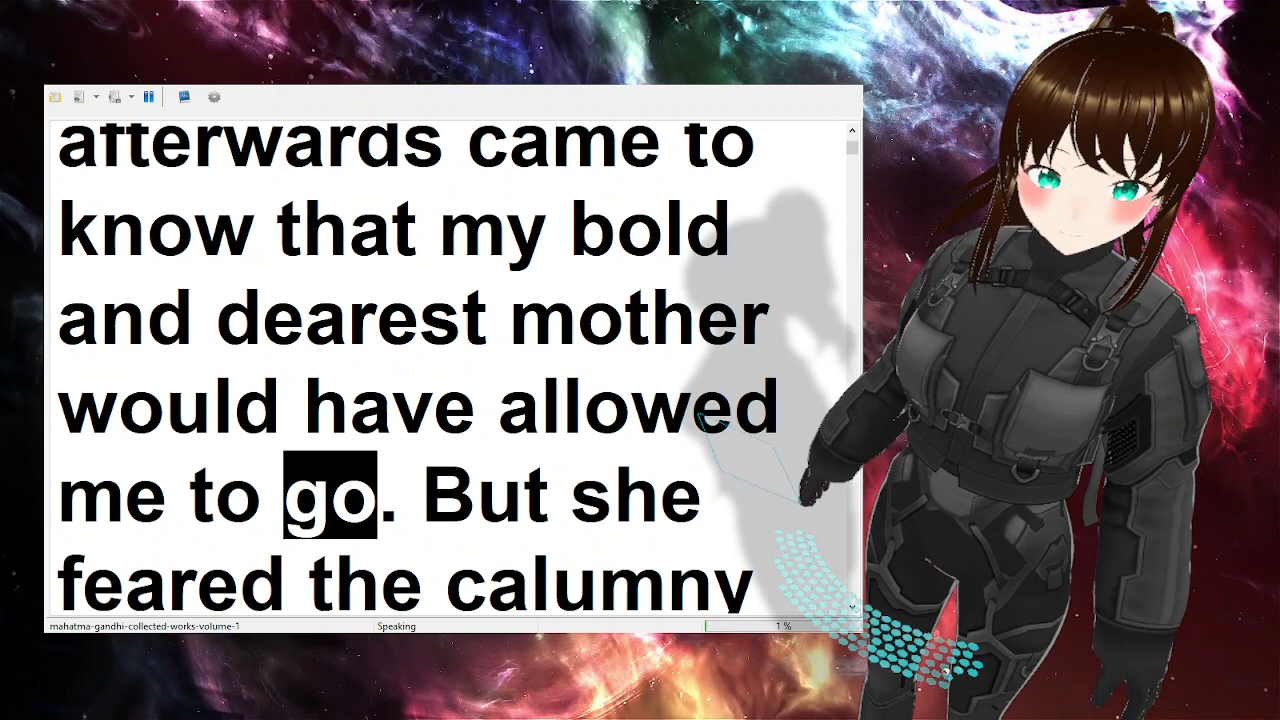 afterwards came to
know that my bold
and dearest mother
would have allowed
me to go. But she
feared the calumny
mahatma-gandhi-collected-works-volume-1 Speaking 1 %